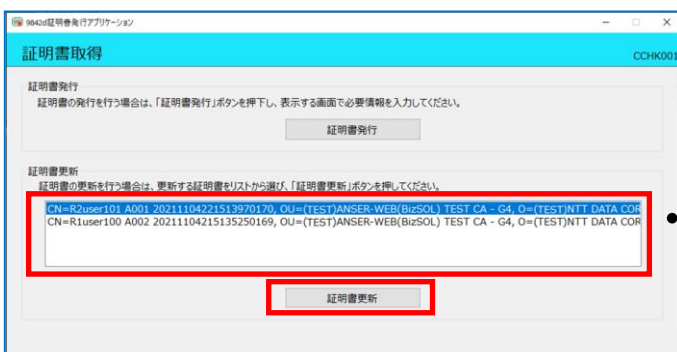 9842d証明書発行アプリケーション
証明書取得
CCHK001
証明書発行
証明書の発行を行う場合は、「証明書発行」ボタンを押下し、表示する画面で必要情報を入力してください。
証明書発行
証明書更新
証明書の更新を行う場合は、更新する証明書をリストから選び、「証明書更新」ボタンを押してください。
CN=R2user101 A001 20211104221513970170, OU=(TEST)ANSER-WEB(BizSOL) TEST CA - G4, O=(TEST)NTT DATA COR
CN=R1user100 A002 20211104215135250169, OU=(TEST)ANSER-WEB(BizSOL) TEST CA - G4, O=(TEST)NTT DATA COR
証明書更新